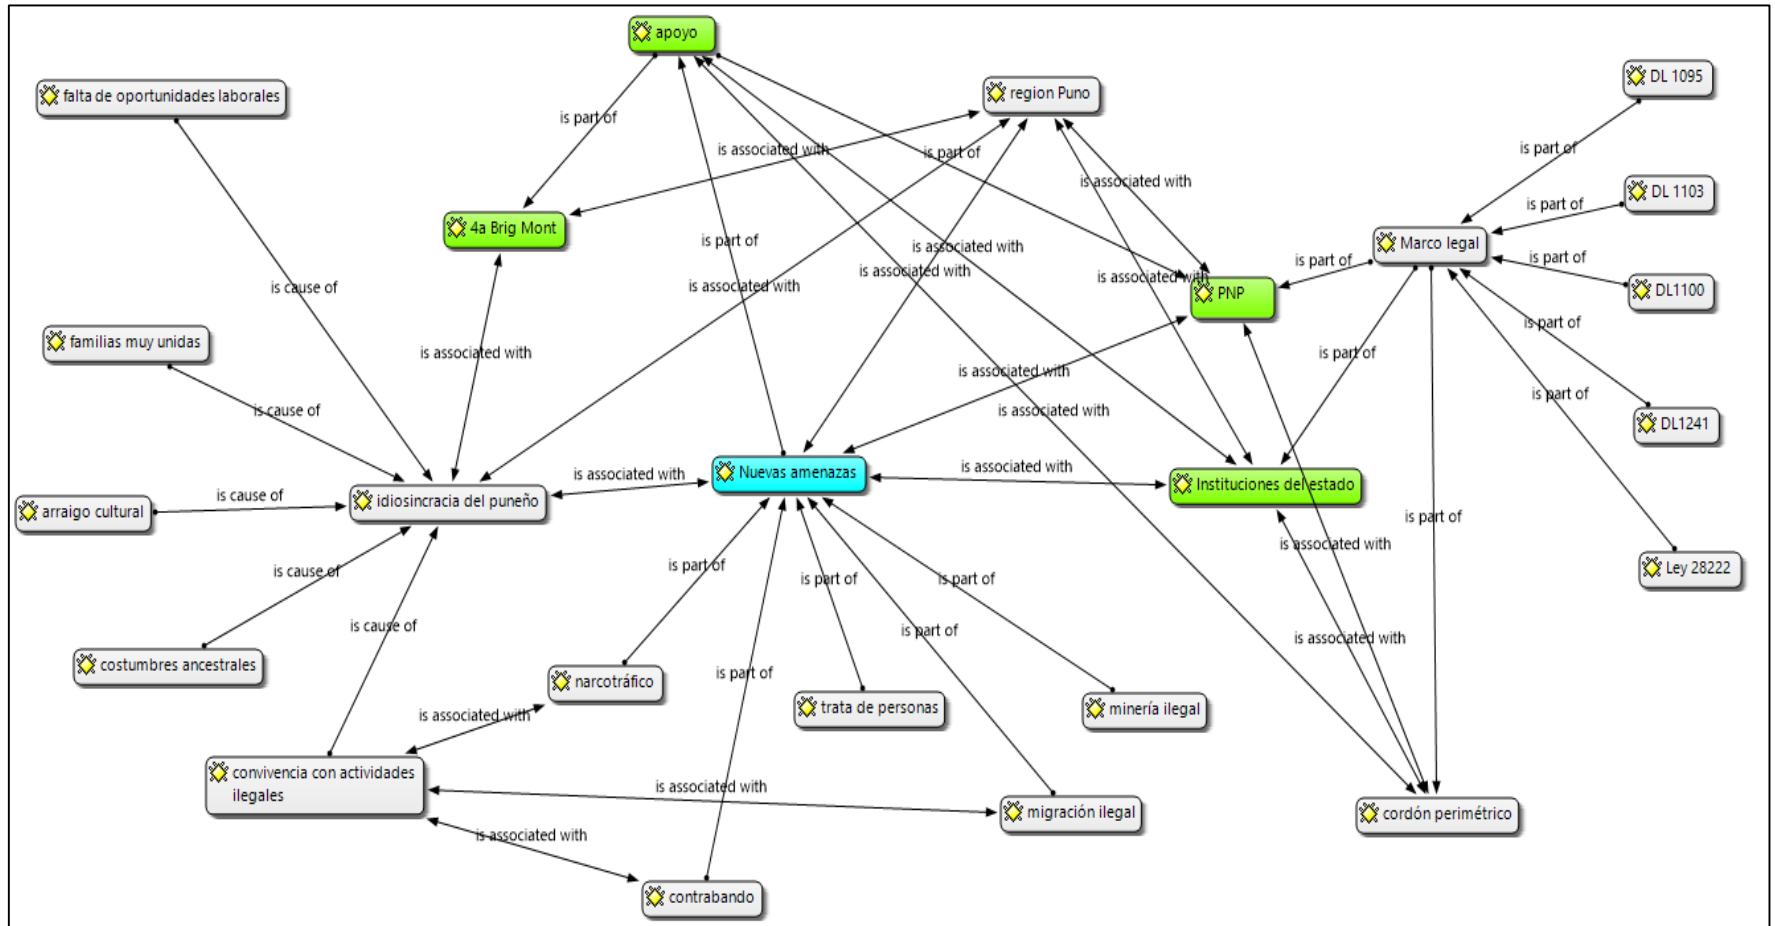 apoyo
falta de oportunidades laborales
region Puno
DL 1095
is part of
is associated with
is part of
is part of
is associated with
DL 1103
is part of
4a Brig Mont
is part of
is associated with
Marco legal
is part of
is part of
is associated with
is associated with
is cause of
is associated with
PNP
DL1100
is part of
familias muy unidas
is associated with
is part of
is associated with
is part of
is cause of
is associated with
DL1241
is associated with
is associated with
Nuevas amenazas
is cause of
idiosincracia del puneño
Instituciones del estado
arraigo cultural
is part of
is associated with
is cause of
is part of
is part of
is part of
Ley 28222
is cause of
is part of
is associated with
costumbres ancestrales
is part of
narcotráfico
trata de personas
minería ilegal
is associated with
convivencia con actividades
ilegales
is associated with
migración ilegal
cordón perimétrico
is associated with
contrabando